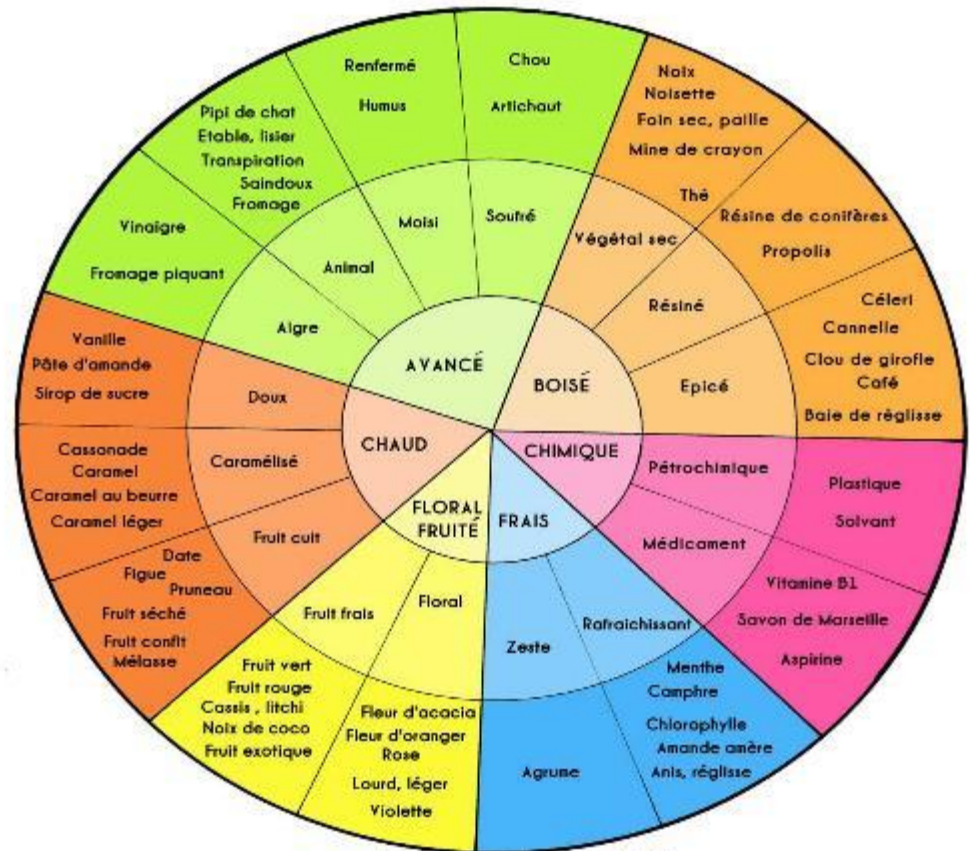 AVANCÉ
Soufré
Chou
Artichaut
Moisi
Renfermé
Humus
Animal
Pipi de chat
Etable, lisier
Transpiration
Saindoux
Fromage
Aigre
Vinaigre
Fromage piquant
BOISÉ
Végétal sec
Noix
Noisette
Foin sec, paille
Mine de crayon
Thé
Résiné
Résine de conifères
Propolis
Epicé
Céleri
Cannelle
Clou de girofle
Café
Baie de réglisse
CHIMIQUE
Pétrochimique
Plastique
Solvant
Médicament
Vitamine B1
Savon de Marseille
Aspirine
FRAIS
Rafraichissant
Menthe
Camphre
Chlorophylle
Amande amère
Anis, réglisse
Zeste
Agrume
FLORAL
FRUITÉ
Floral
Fleur d'acacia
Fleur d'oranger
Rose
Lourd, léger
Violette
Fruit frais
Fruit vert
Fruit rouge
Cassis , litchi
Noix de coco
Fruit exotique
CHAUD
Fruit cuit
Date
Figue
Pruneau
Fruit séché
Fruit confit
Mélasse
Caramélisé
Cassonade
Caramel
Caramel au beurre
Caramel léger
Doux
Vanille
Pâte d'amande
Sirop de sucre